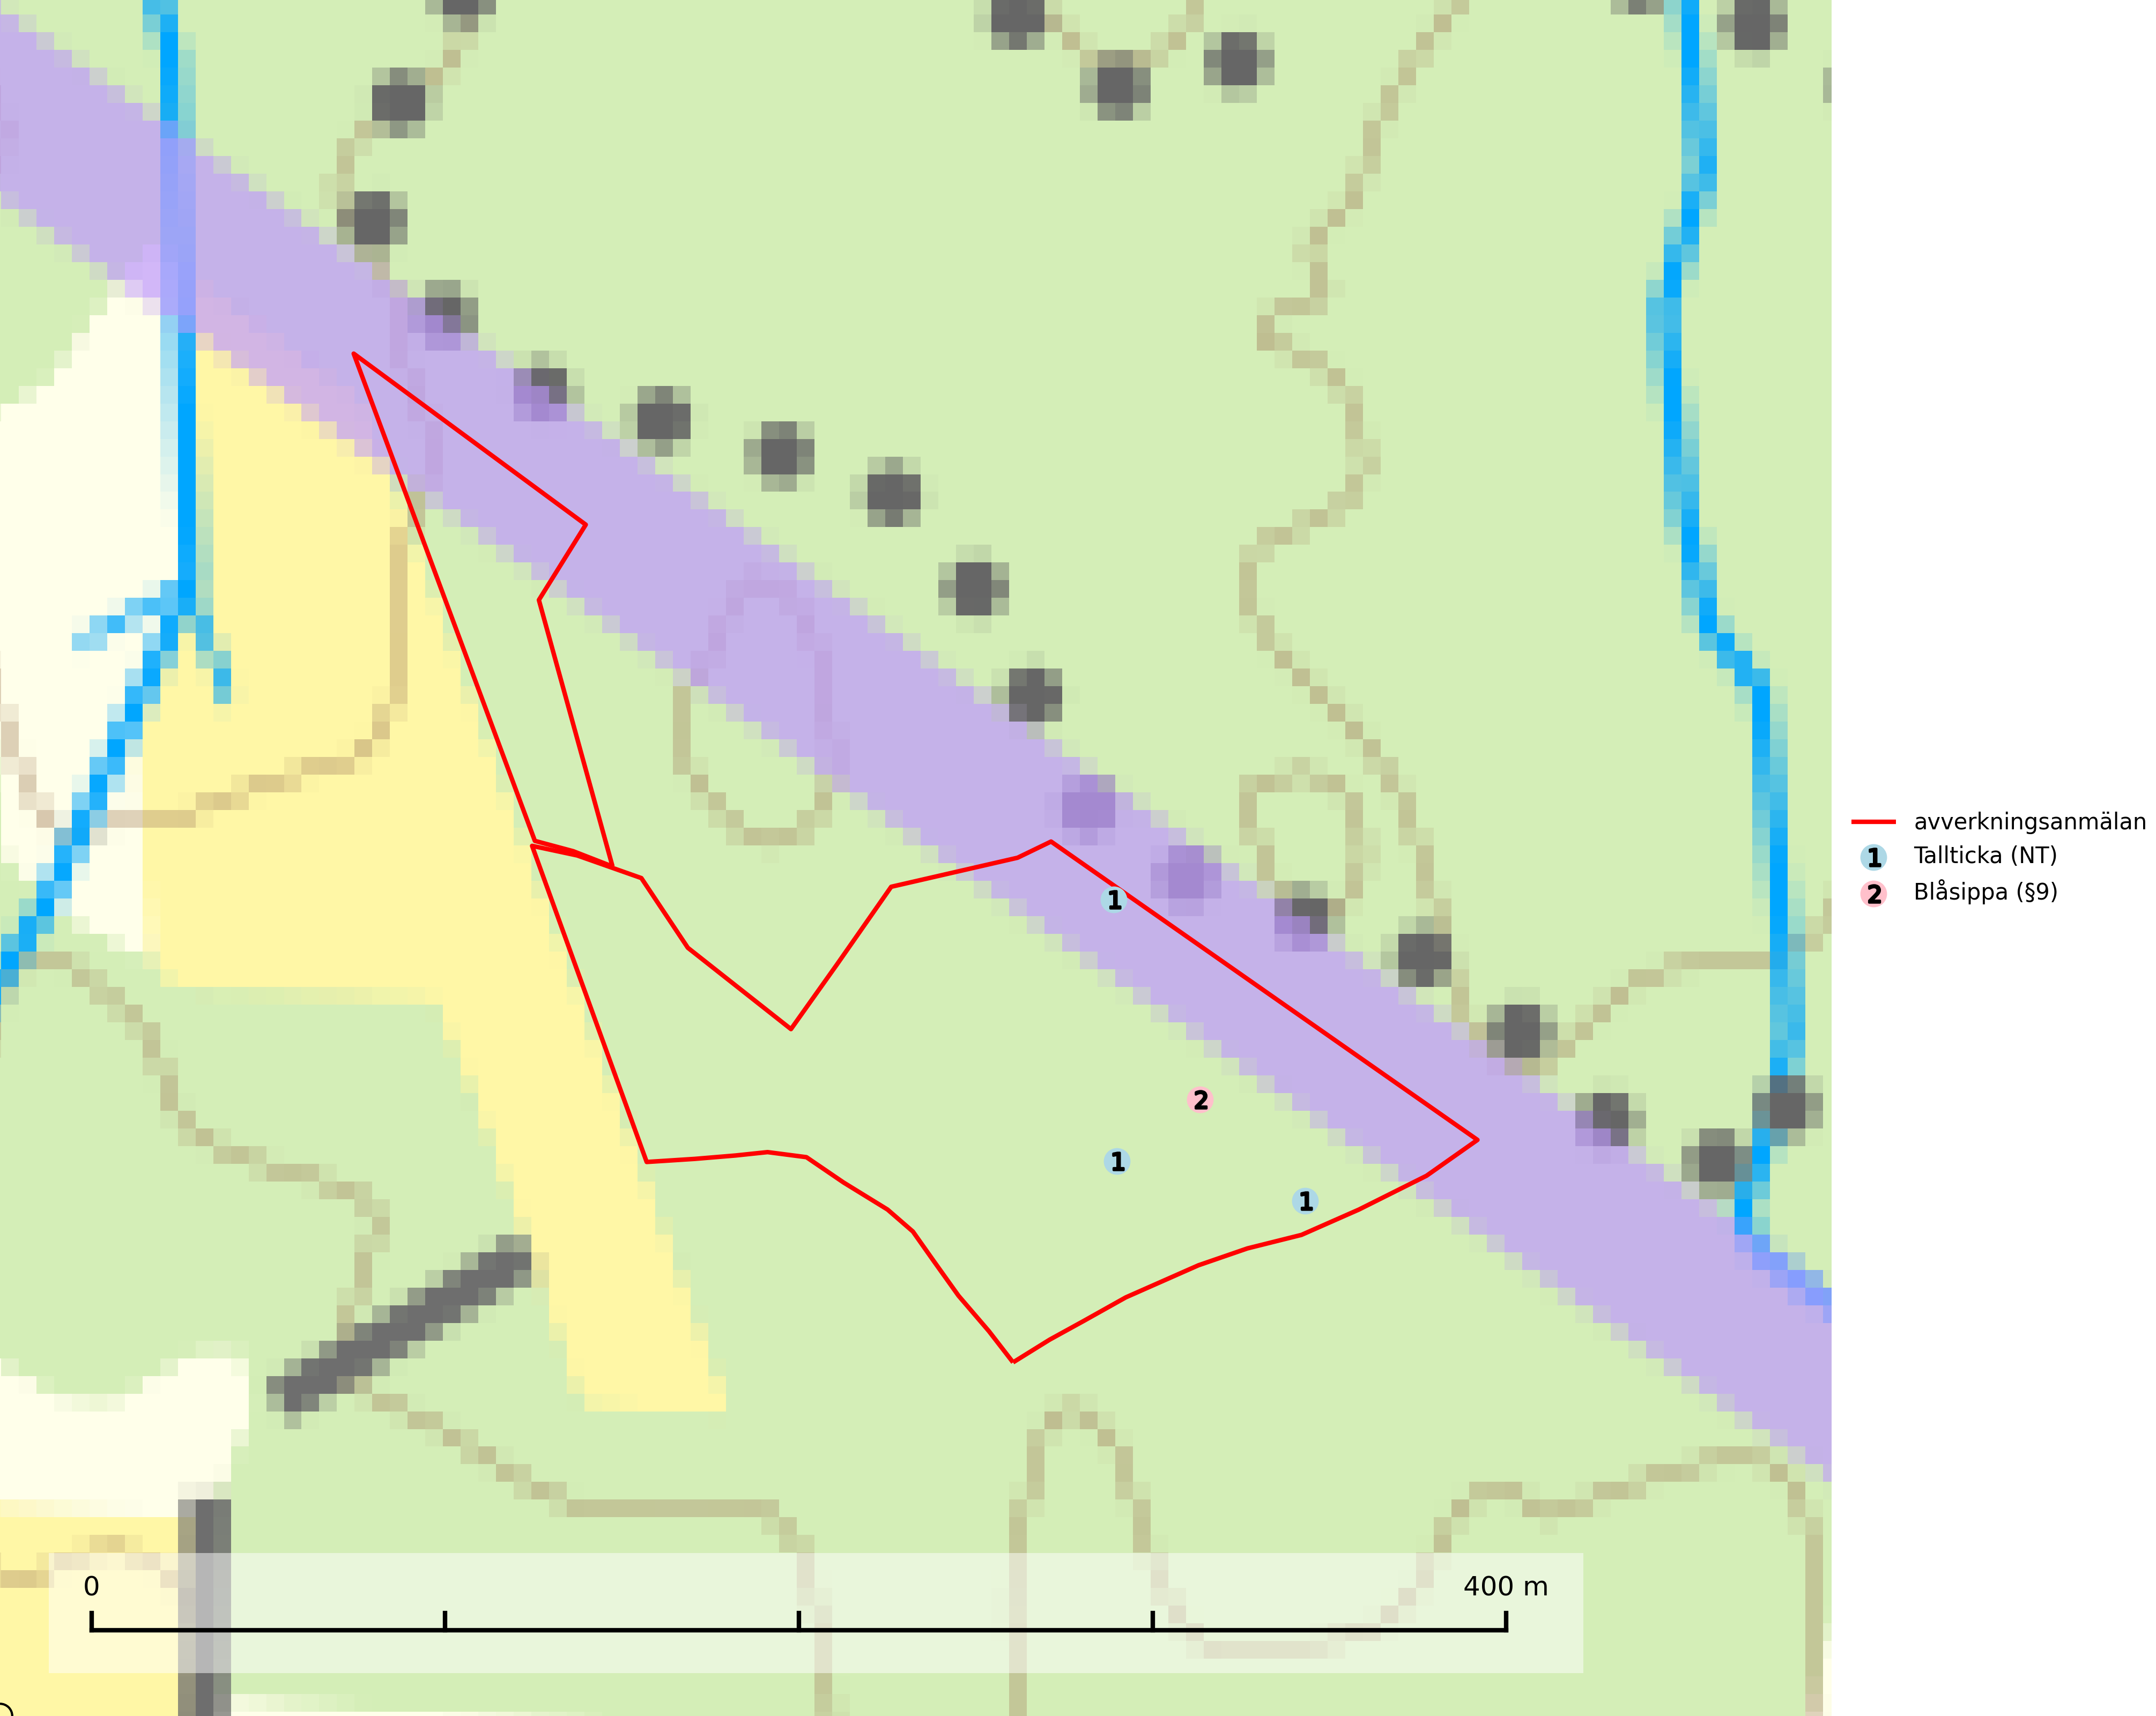 1
2
1
1
avverkningsanmälan
1 Tallticka (NT)
2 Blåsippa (§9)
0 400 m